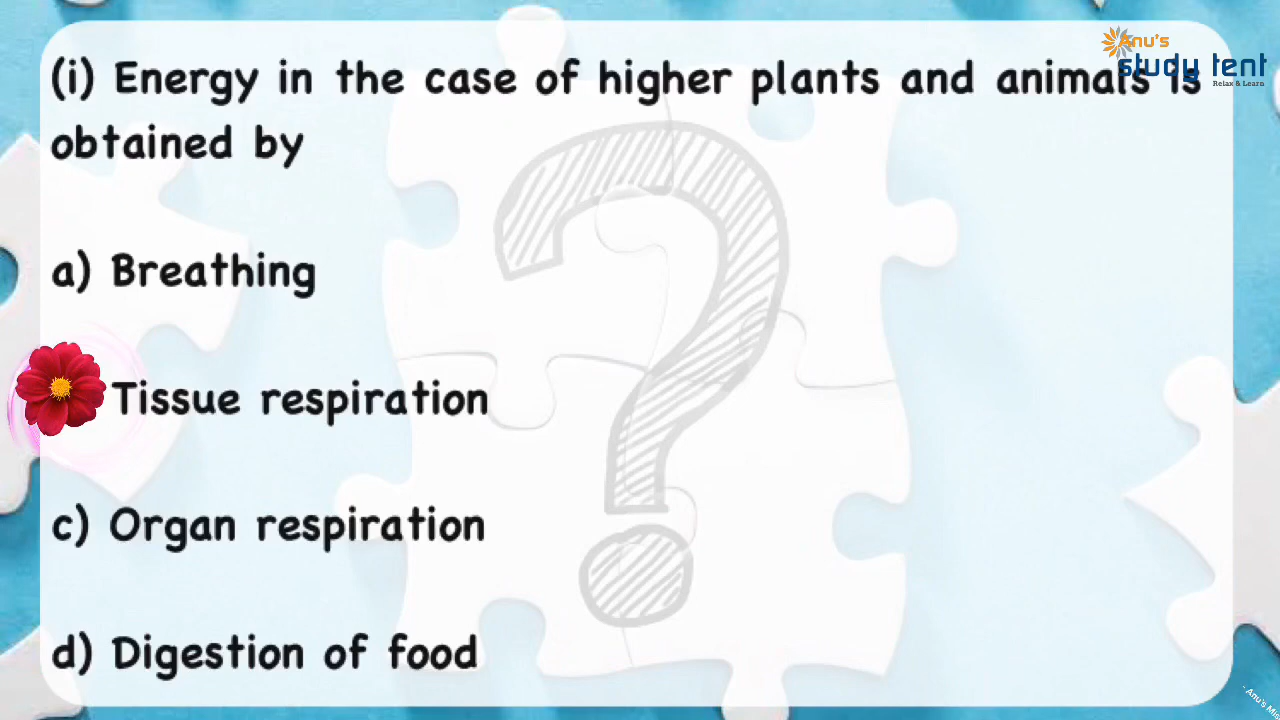 Anu's
study tent
Relax & Learn
(i) Energy in the case of higher plants and animals is
obtained by
a) Breathing
Tissue respiration
c) Organ respiration
d) Digestion of food
- Anu's